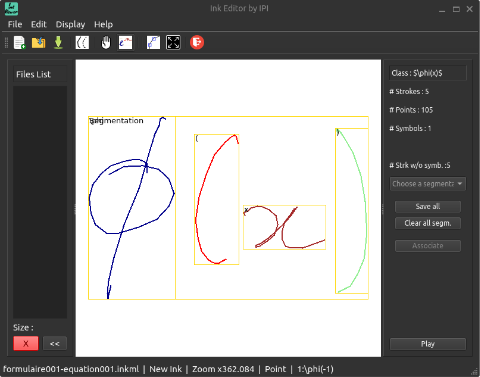 Ink Editor by IPI
File Edit Display Help
Files List
Class : $\phi(x)$
# Strokes : 5
# Points : 105
# Symbols : 1
# Strk w/o symb. :5
Choose a segment
Save all
Clear all segm.
Associate
Segmentation
( x )
ϕ(x)
Size :
X <<
Play
formulaire001-equation001.inkml | New Ink | Zoom x362.084 | Point | 1:\phi(-1)